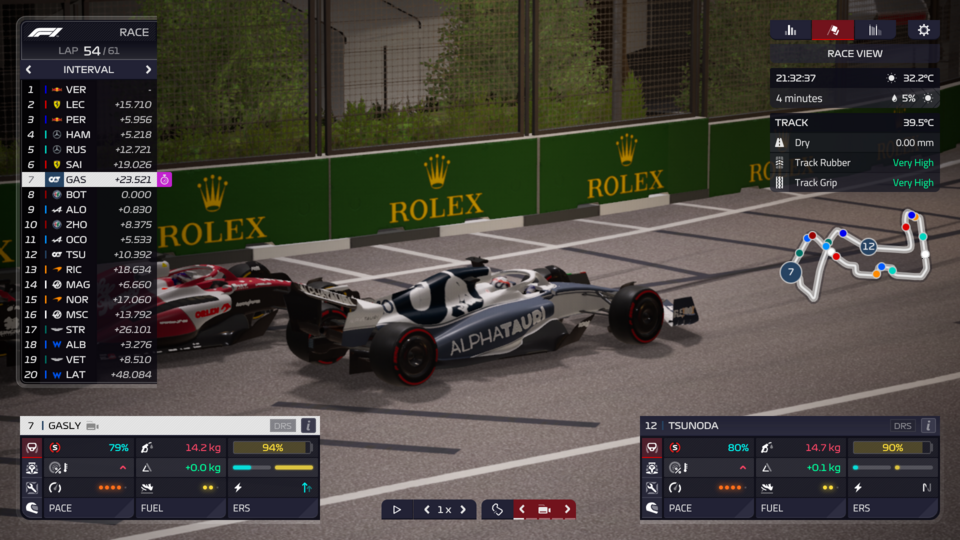 F1 RACE
LAP 54/61
INTERVAL
1 VER -
2 LEC +15.710
3 PER +5.956
4 HAM +5.218
5 RUS +12.721
6 SAI +19.026
7 GAS +23.521
8 BOT 0.000
9 ALO +0.830
10 ZHO +8.375
11 OCO +5.533
12 TSU +10.392
13 RIC +18.634
14 MAG +6.660
15 NOR +17.060
16 MSC +13.792
17 STR +26.101
18 ALB +3.276
19 VET +8.510
20 LAT +48.084
RACE VIEW
21:32:37 32.2°C
4 minutes 5%
TRACK 39.5°C
Dry 0.00 mm
Track Rubber Very High
Track Grip Very High
12
7
ROLEX
ROLEX
ROLEX
ORLEN
ALPHATAURI
7 GASLY DRS i
S 79% 14.2 kg 94%
+0.0 kg
PACE FUEL ERS
1x
12 TSUNODA DRS i
S 80% 14.7 kg 90%
+0.1 kg
N
PACE FUEL ERS